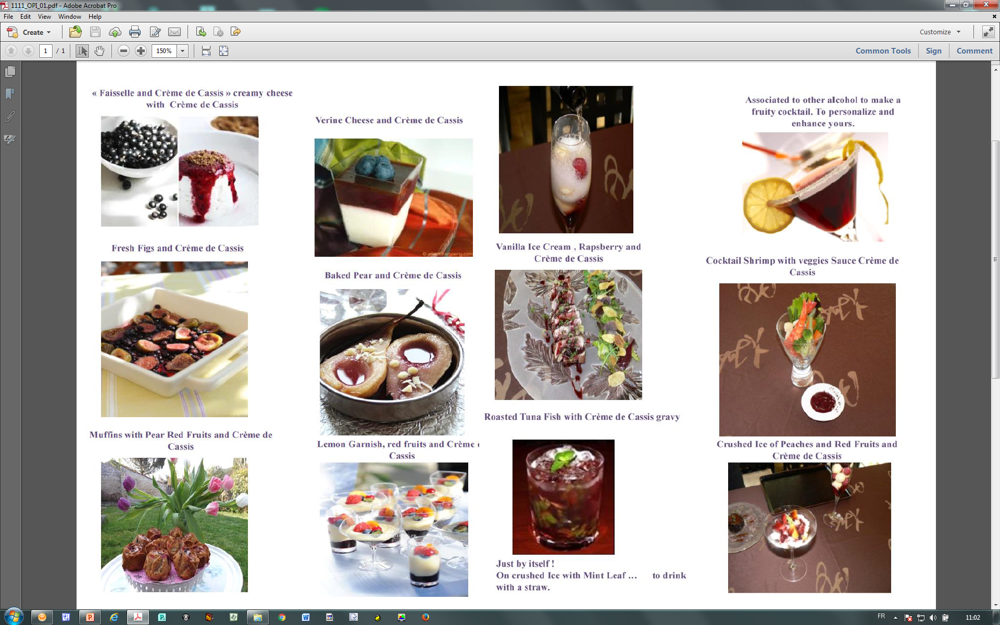 1111_OPI_01.pdf - Adobe Acrobat Pro
File Edit View Window Help
Create
Customize
1 / 1
150%
Common Tools
Sign
Comment
« Faisselle and Crème de Cassis » creamy cheese
with Crème de Cassis
Fresh Figs and Crème de Cassis
Muffins with Pear Red Fruits and Crème de
Cassis
Verine Cheese and Crème de Cassis
Baked Pear and Crème de Cassis
Lemon Garnish, red fruits and Crème
Cassis
Vanilla Ice Cream , Rapsberry and
Crème de Cassis
Roasted Tuna Fish with Crème de Cassis gravy
Just by itself !
On crushed Ice with Mint Leaf ... to drink
with a straw.
Associated to other alcohol to make a
fruity cocktail. To personalize and
enhance yours.
Cocktail Shrimp with veggies Sauce Crème de
Cassis
Crushed Ice of Peaches and Red Fruits and
Crème de Cassis
FR
11:02